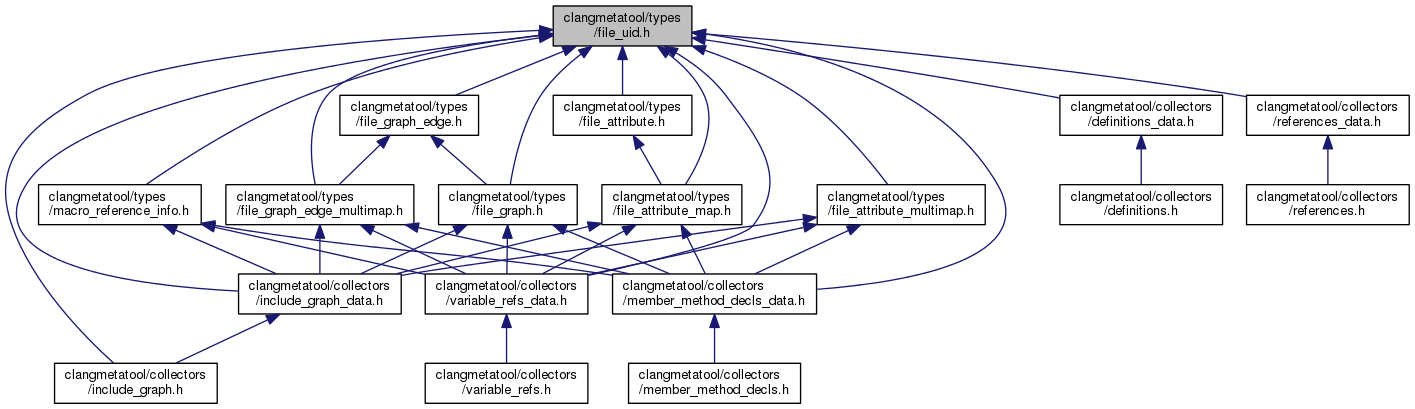 clangmetatool/types
/file_uid.h
clangmetatool/types
/file_graph_edge.h
clangmetatool/types
/file_attribute.h
clangmetatool/collectors
/definitions_data.h
clangmetatool/collectors
/references_data.h
clangmetatool/types
/macro_reference_info.h
clangmetatool/types
/file_graph_edge_multimap.h
clangmetatool/types
/file_graph.h
clangmetatool/types
/file_attribute_map.h
clangmetatool/types
/file_attribute_multimap.h
clangmetatool/collectors
/definitions.h
clangmetatool/collectors
/references.h
clangmetatool/collectors
/include_graph_data.h
clangmetatool/collectors
/variable_refs_data.h
clangmetatool/collectors
/member_method_decls_data.h
clangmetatool/collectors
/include_graph.h
clangmetatool/collectors
/variable_refs.h
clangmetatool/collectors
/member_method_decls.h